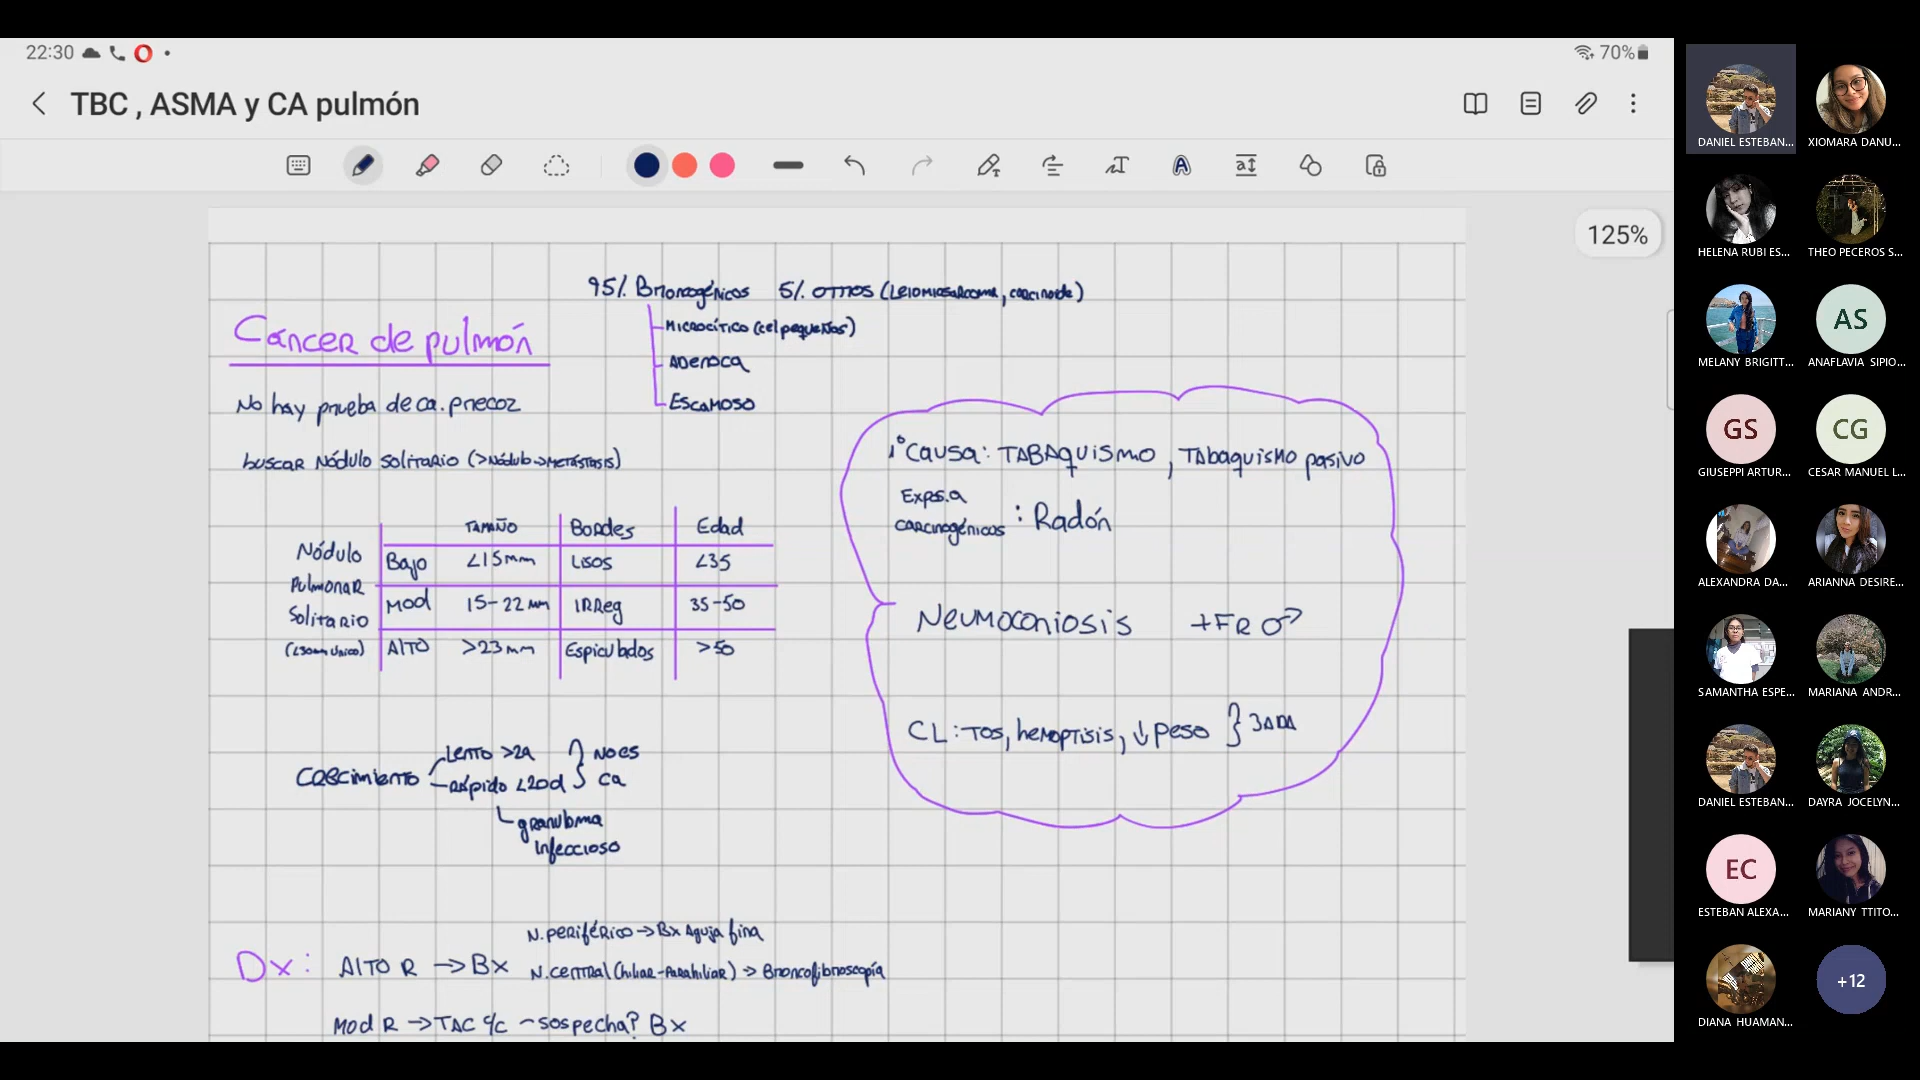 22:30
70%
TBC , ASMA y CA pulmón
125%
95% Broncogénicos 5% otros (Leiomiosarcoma, carcinoide)
Microcítico (cel pequeñas)
Adenoca
Escamoso
Cáncer de pulmón
No hay prueba de ca. precoz
buscar Nódulo solitario (>Nódulo→Metástasis)
Nódulo Pulmonar Solitario (<30mm único)
Tamaño Bordes Edad
Bajo <15mm Lisos <35
Mod 15-22 mm IRReg 35-50
Alto >23mm Espiculados >50
1° Causa: Tabaquismo, Tabaquismo pasivo
Expos. a carcinogénicos : Radón
Neumoconiosis +FR ♂
CL: Tos, hemoptisis, ↓Peso }
Crecimiento
Lento >2a
Rápido <20d
} No es ca
granuloma infeccioso
Dx: Alto R → Bx
N. periférico → Bx Aguja fina
N. central (hiliar-Parahiliar) → Broncofibroscopía
Mod R → TAC c/c ~ sospecha? Bx
DANIEL ESTEBAN...
XIOMARA DANU...
HELENA RUBI ES...
THEO PECEROS S...
MELANY BRIGITT...
AS
ANAFLAVIA SIPIO...
GS
GIUSEPPI ARTUR...
CG
CESAR MANUEL L...
ALEXANDRA DA...
ARIANNA DESIRE...
SAMANTHA ESPE...
MARIANA ANDR...
DANIEL ESTEBAN...
DAYRA JOCELYN...
EC
ESTEBAN ALEXA...
MARIANY TTITO...
DIANA HUAMAN...
+12